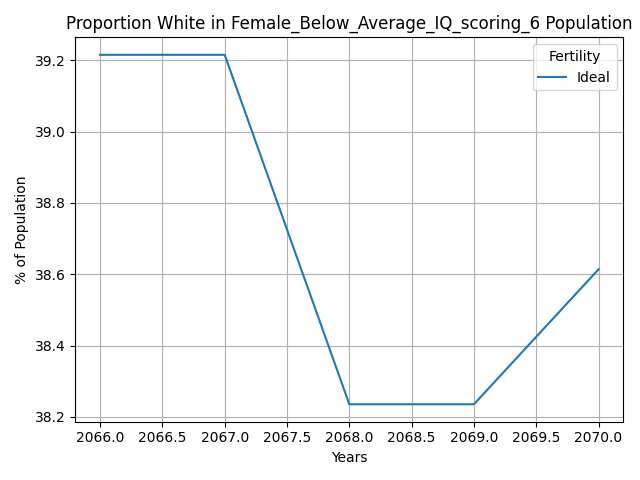 Proportion White in Female_Below_Average_IQ_scoring_6 Population
39.2
39.0
38.8
38.6
38.4
38.2
% of Population
Fertility
Ideal
2066.0 2066.5 2067.0 2067.5 2068.0 2068.5 2069.0 2069.5 2070.0
Years